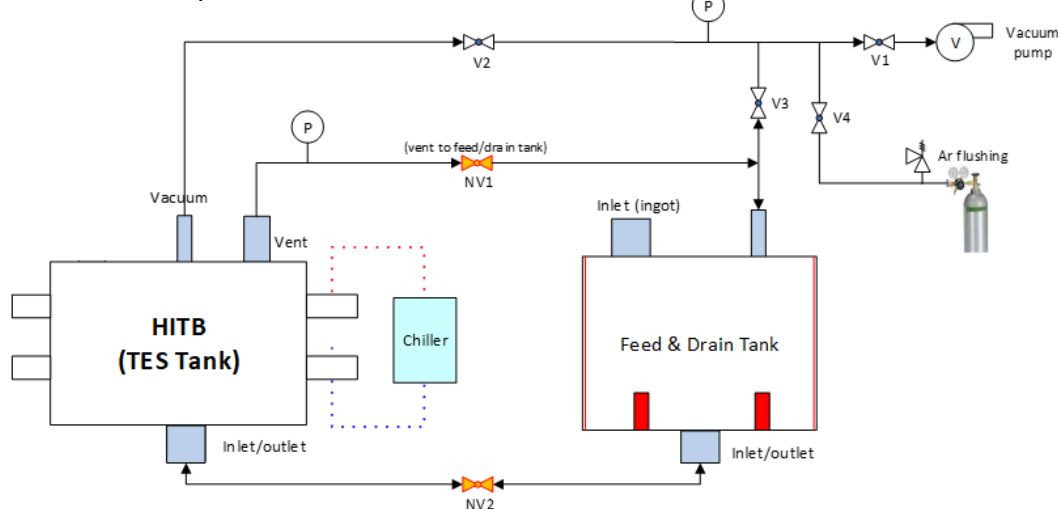 P
V2
V1
V
Vacuum
pump
V3
V4
P
(vent to feed/drain tank)
NV1
Ar flushing
Vacuum
Vent
Inlet (ingot)
HITB
(TES Tank)
Chiller
Feed & Drain Tank
Inlet/outlet
Inlet/outlet
NV2